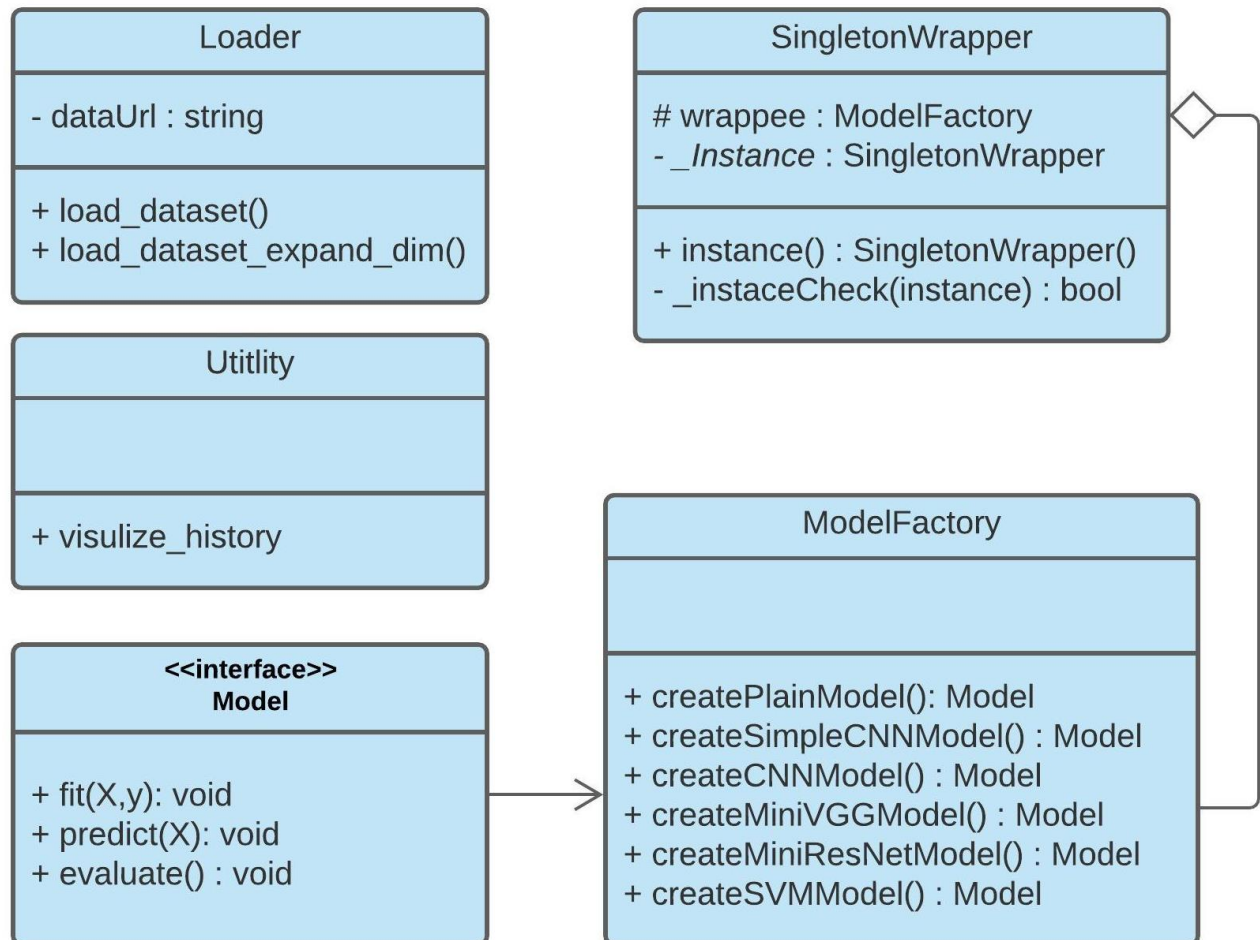 Loader
- dataUrl : string
+ load_dataset()
+ load_dataset_expand_dim()
SingletonWrapper
# wrappee : ModelFactory
- _Instance : SingletonWrapper
+ instance() : SingletonWrapper()
- _instaceCheck(instance) : bool
Utitlity
+ visulize_history
<<interface>>
Model
+ fit(X,y): void
+ predict(X): void
+ evaluate() : void
ModelFactory
+ createPlainModel(): Model
+ createSimpleCNNModel() : Model
+ createCNNModel() : Model
+ createMiniVGGModel() : Model
+ createMiniResNetModel() : Model
+ createSVMModel() : Model